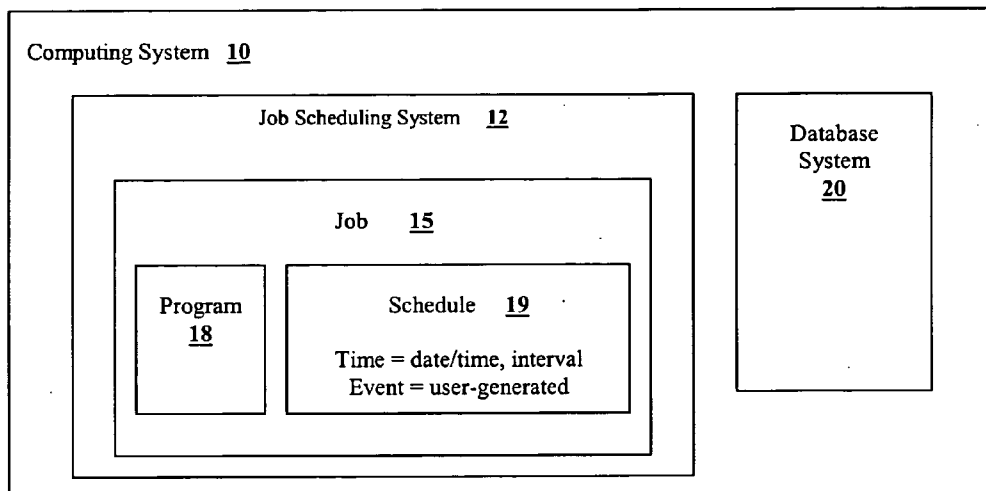 Computing System 10
Job Scheduling System 12
Database
System
20
Job 15
Program
18
Schedule 19
Time = date/time, interval
Event = user-generated